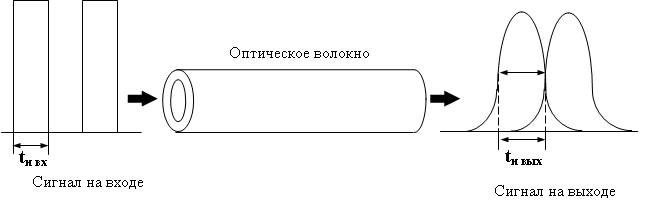 Оптическое волокно
tи вх
tи вых
Сигнал на входе
Сигнал на выходе